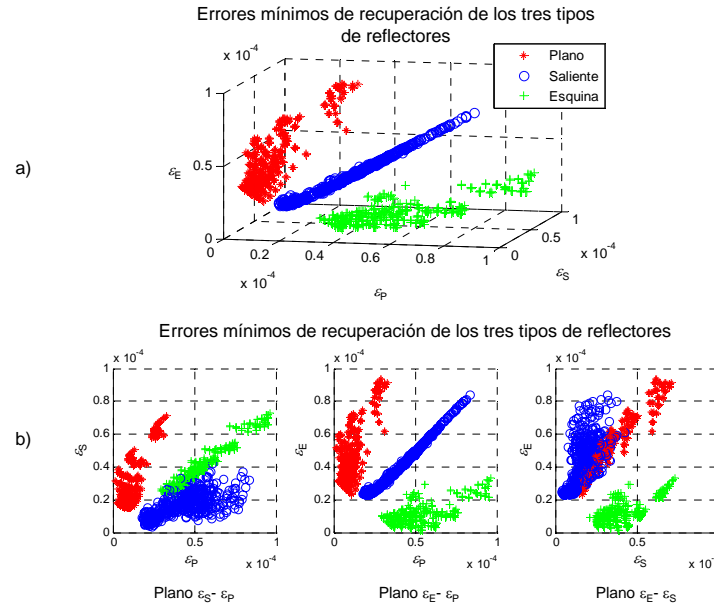 Errores mínimos de recuperación de los tres tipos
de reflectores
x 10⁻⁴
Plano
Saliente
Esquina
a)
1
0.5
0
ε_E
0
0.2
0.4
0.6
0.8
1
x 10⁻⁴
ε_P
0
0.5
1
x 10⁻⁴
ε_S
Errores mínimos de recuperación de los tres tipos de reflectores
b)
x 10⁻⁴
1
0.8
0.6
0.4
0.2
0
ε_S
0
0.5
1
x 10⁻⁴
ε_P
Plano ε_S- ε_P
x 10⁻⁴
1
0.8
0.6
0.4
0.2
0
ε_E
0
0.5
1
x 10⁻⁴
ε_P
Plano ε_E- ε_P
x 10⁻⁴
1
0.8
0.6
0.4
0.2
0
ε_E
0
0.5
x 10⁻
ε_S
Plano ε_E - ε_S